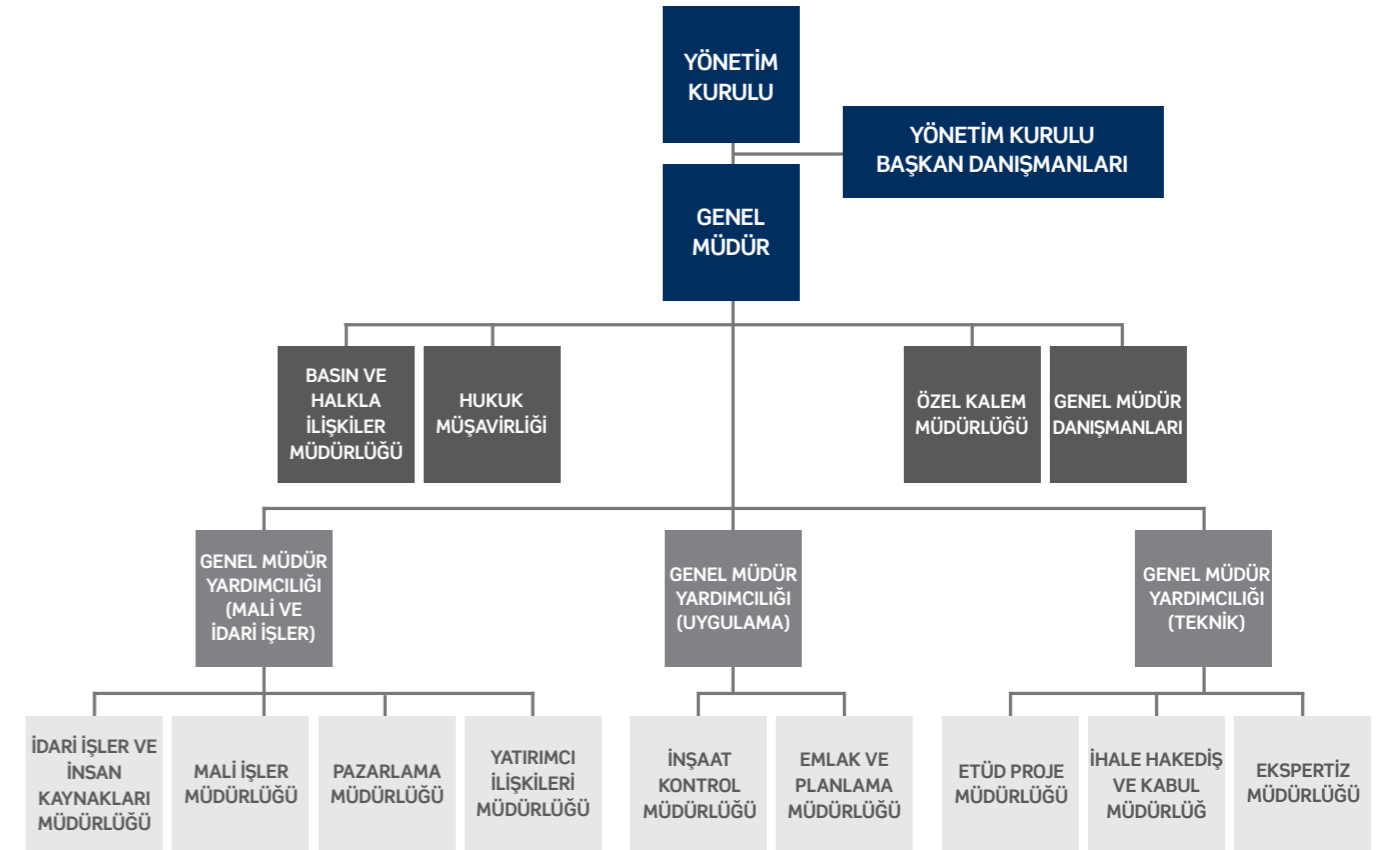 YÖNETİM
KURULU
YÖNETİM KURULU
BAŞKAN DANIŞMANLARI
GENEL
MÜDÜR
BASIN VE
HALKLA
İLİŞKİLER
MÜDÜRLÜĞÜ
HUKUK
MÜŞAVİRLİĞİ
ÖZEL KALEM
MÜDÜRLÜĞÜ
GENEL MÜDÜR
DANIŞMANLARI
GENEL MÜDÜR
YARDIMCILIĞI
(MALİ VE
İDARİ İŞLER)
GENEL MÜDÜR
YARDIMCILIĞI
(UYGULAMA)
GENEL MÜDÜR
YARDIMCILIĞI
(TEKNİK)
İDARİ İŞLER VE
İNSAN
KAYNAKLARI
MÜDÜRLÜĞÜ
MALİ İŞLER
MÜDÜRLÜĞÜ
PAZARLAMA
MÜDÜRLÜĞÜ
YATIRIMCI
İLİŞKİLERİ
MÜDÜRLÜĞÜ
İNŞAAT
KONTROL
MÜDÜRLÜĞÜ
EMLAK VE
PLANLAMA
MÜDÜRLÜĞÜ
ETÜD PROJE
MÜDÜRLÜĞÜ
İHALE HAKEDİŞ
VE KABUL
MÜDÜRLÜĞ
EKSPERTİZ
MÜDÜRLÜĞÜ